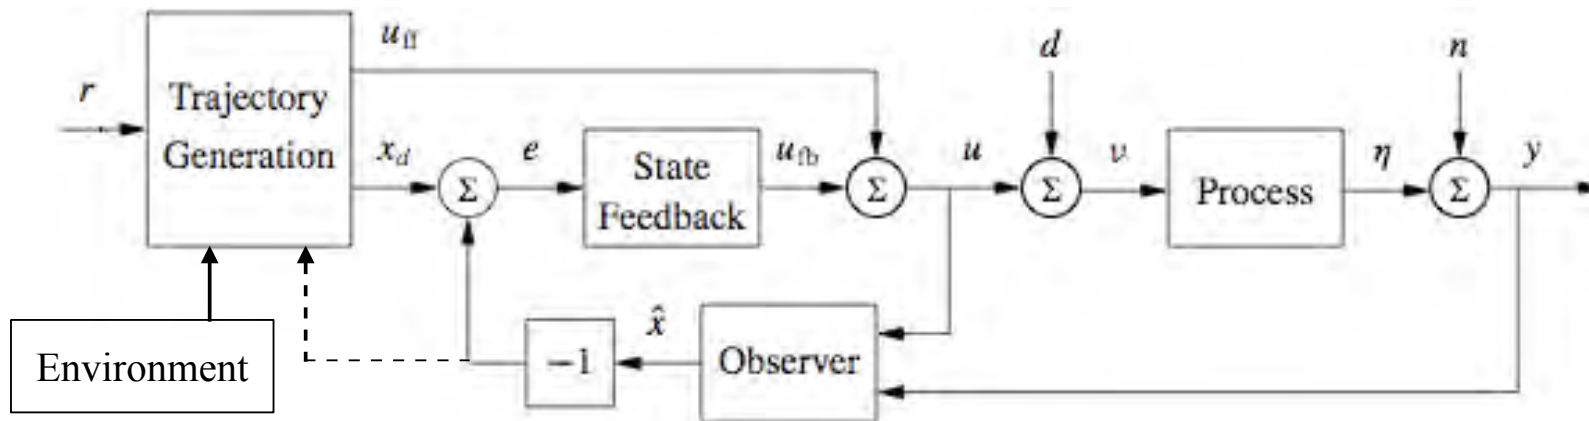 r
Trajectory
Generation
u_ff
x_d
Σ
e
State
Feedback
u_fb
Σ
u
d
Σ
ν
Process
η
n
Σ
y
Environment
−1
x̂
Observer